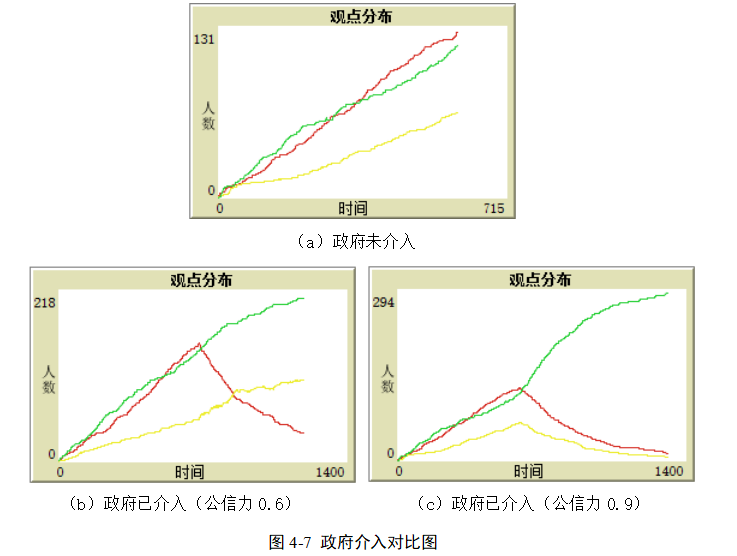 观点分布
131
人
数
0
0
时间
715
（a）政府未介入
观点分布
218
人
数
0
0
时间
1400
（b）政府已介入（公信力0.6）
观点分布
294
人
数
0
0
时间
1400
（c）政府已介入（公信力0.9）
图 4-7 政府介入对比图